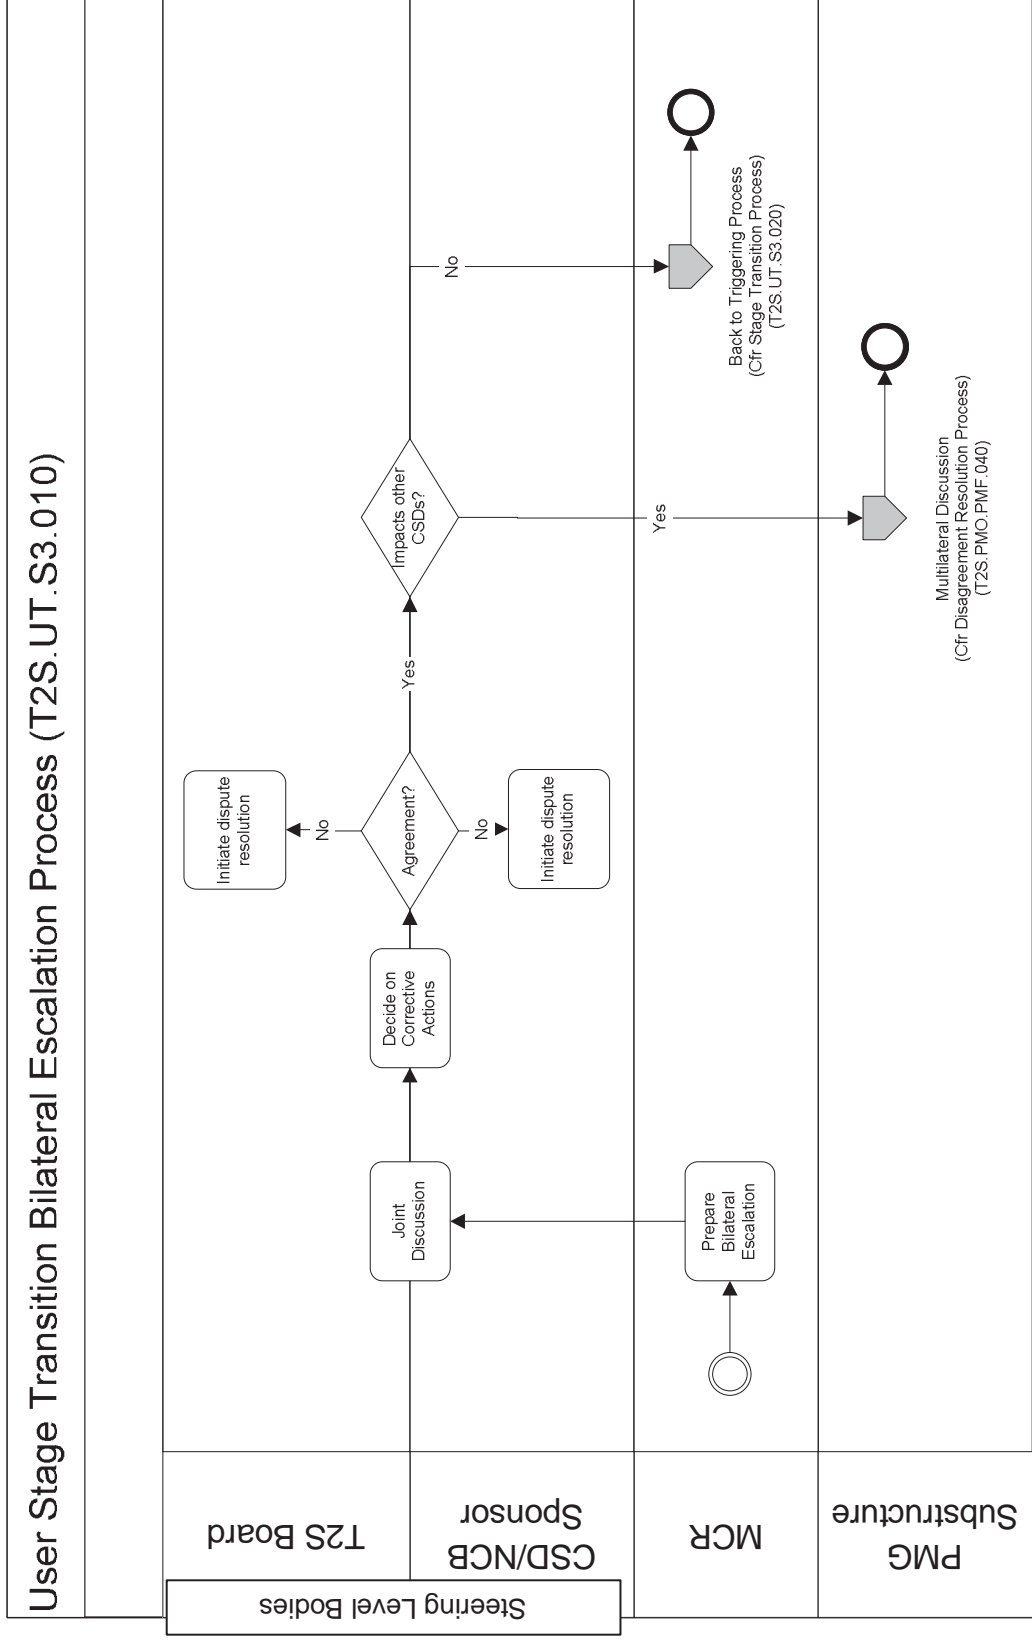 User Stage Transition Bilateral Escalation Process (T2S.UT.S3.010)
Steering Level Bodies
T2S Board
CSD/NCB
Sponsor
MCR
PMG
Substructure
Prepare
Bilateral
Escalation
Joint
Discussion
Decide on
Corrective
Actions
Agreement?
No
Initiate dispute
resolution
No
Initiate dispute
resolution
Yes
Impacts other
CSDs?
Yes
Multilateral Discussion
(Cfr Disagreement Resolution Process)
(T2S.PMO.PMF.040)
No
Back to Triggering Process
(Cfr Stage Transition Process)
(T2S.UT.S3.020)